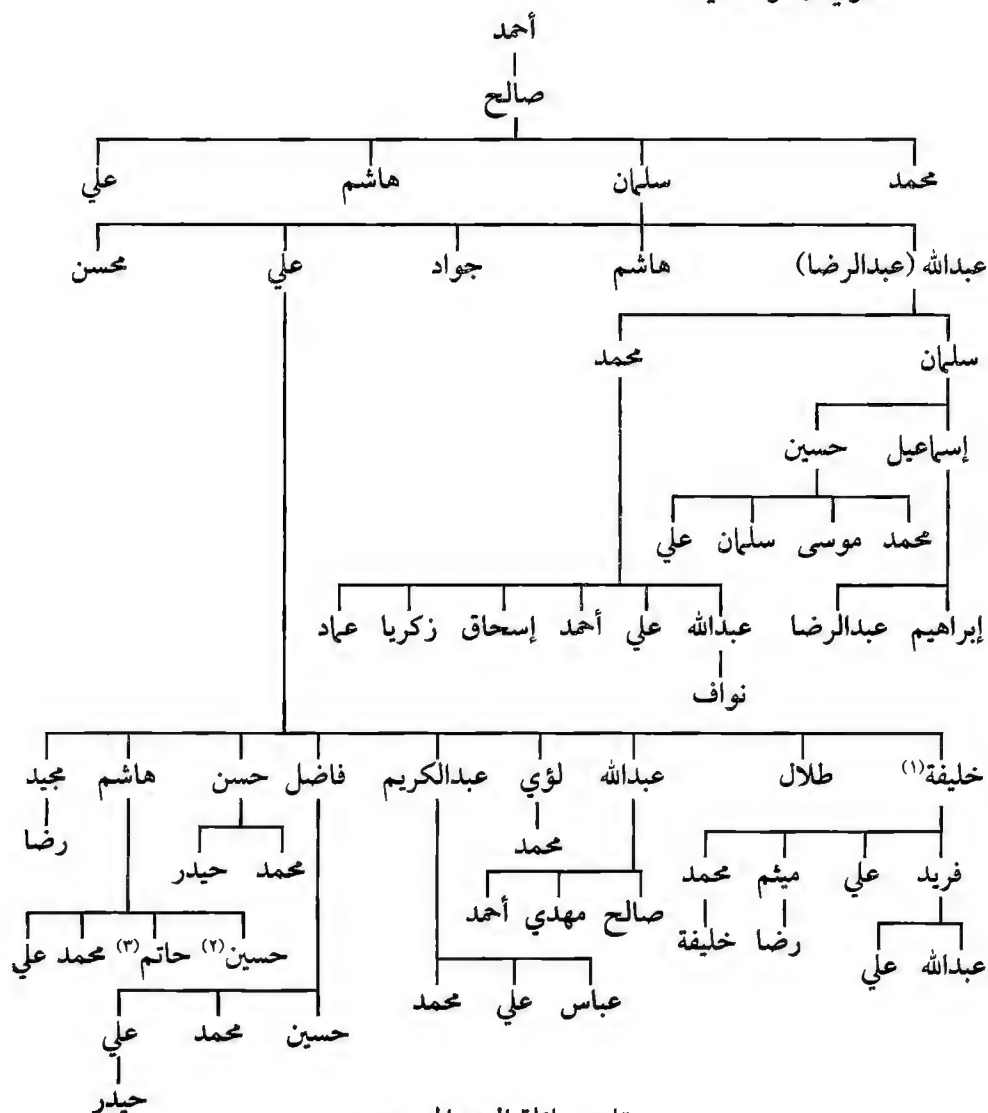 أحمد
صالح
محمد سلمان هاشم علي
عبدالله (عبدالرضا) هاشم جواد علي محسن
سلمان محمد
إسماعيل حسين
محمد موسى سلمان علي
إبراهيم عبدالرضا عبدالله علي أحمد إسحاق زكريا عماد
نواف
خليفة (١) طلال عبدالله لؤي عبدالكريم فاضل حسن هاشم مجيد
فريد علي ميثم محمد محمد محمد حيدر رضا
عبدالله علي رضا خليفة صالح مهدي أحمد حسين (٢) حاتم (٣) محمد علي
عباس علي محمد حسين محمد علي
حيدر